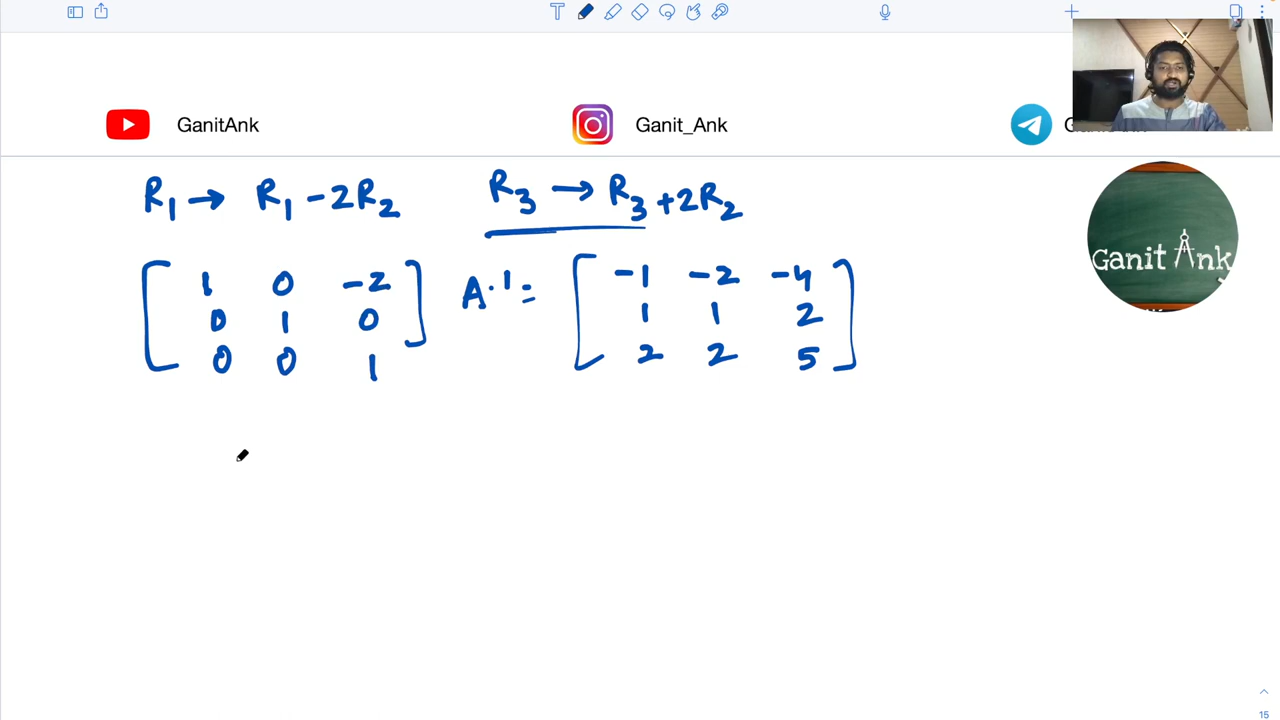 GanitAnk Ganit_Ank
R₁ → R₁ - 2R₂ R₃ → R₃ + 2R₂
Ganit Ank
1 0 -2 A⁻¹ = -1 -2 -4
0 1 0 1 1 2
0 0 1 2 2 5
15